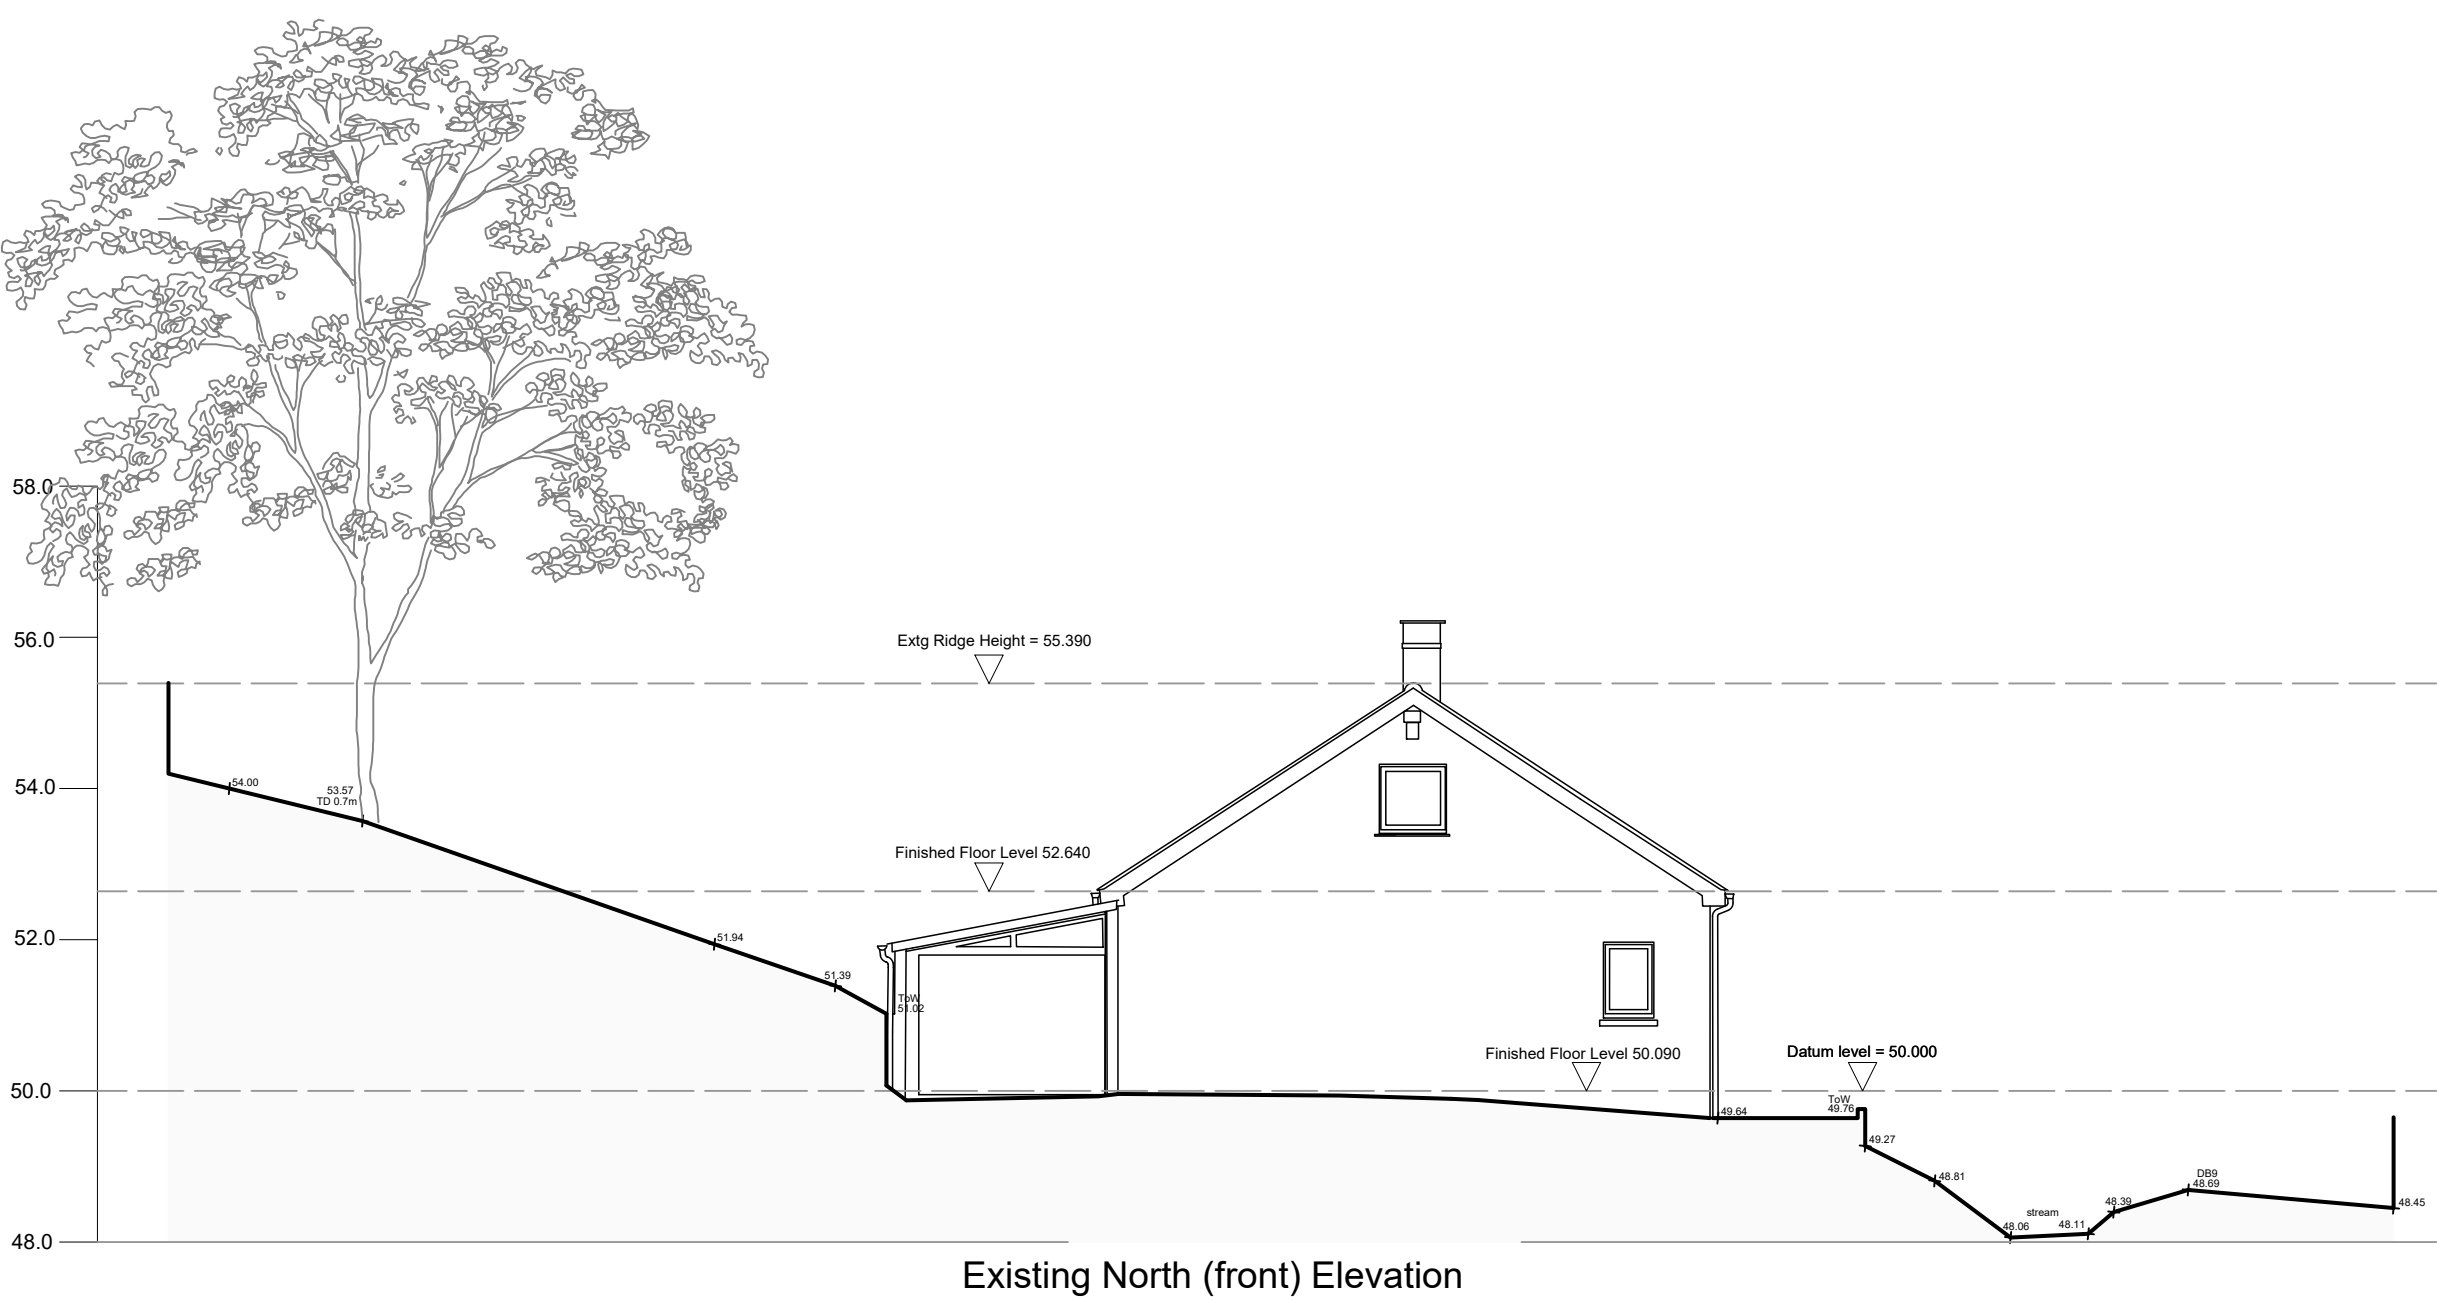 58.0
56.0
Extg Ridge Height = 55.390
54.0
54.00
53.57
TD 0.7m
Finished Floor Level 52.640
52.0
51.94
51.39
ToW
51.02
Finished Floor Level 50.090
Datum level = 50.000
50.0
ToW
49.76
49.64
49.27
48.81
DB9
48.69
48.39
48.45
stream
48.06
48.11
48.0
Existing North (front) Elevation